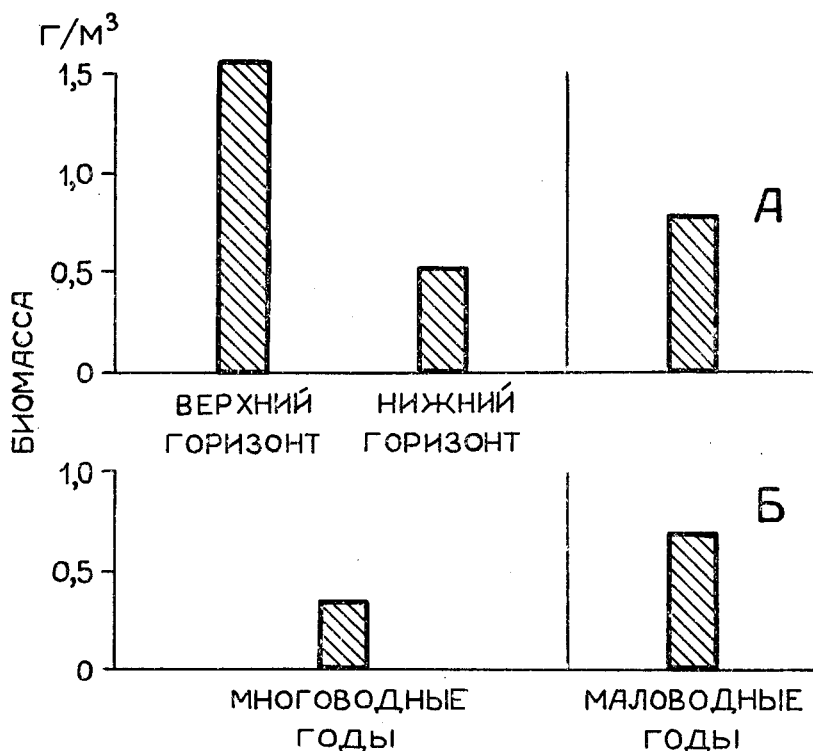 Г/М³
1,5
1,0
0,5
0
БИОМАССА
А
ВЕРХНИЙ ГОРИЗОНТ
НИЖНИЙ ГОРИЗОНТ
1,0
0,5
0
Б
МНОГОВОДНЫЕ ГОДЫ
МАЛОВОДНЫЕ ГОДЫ